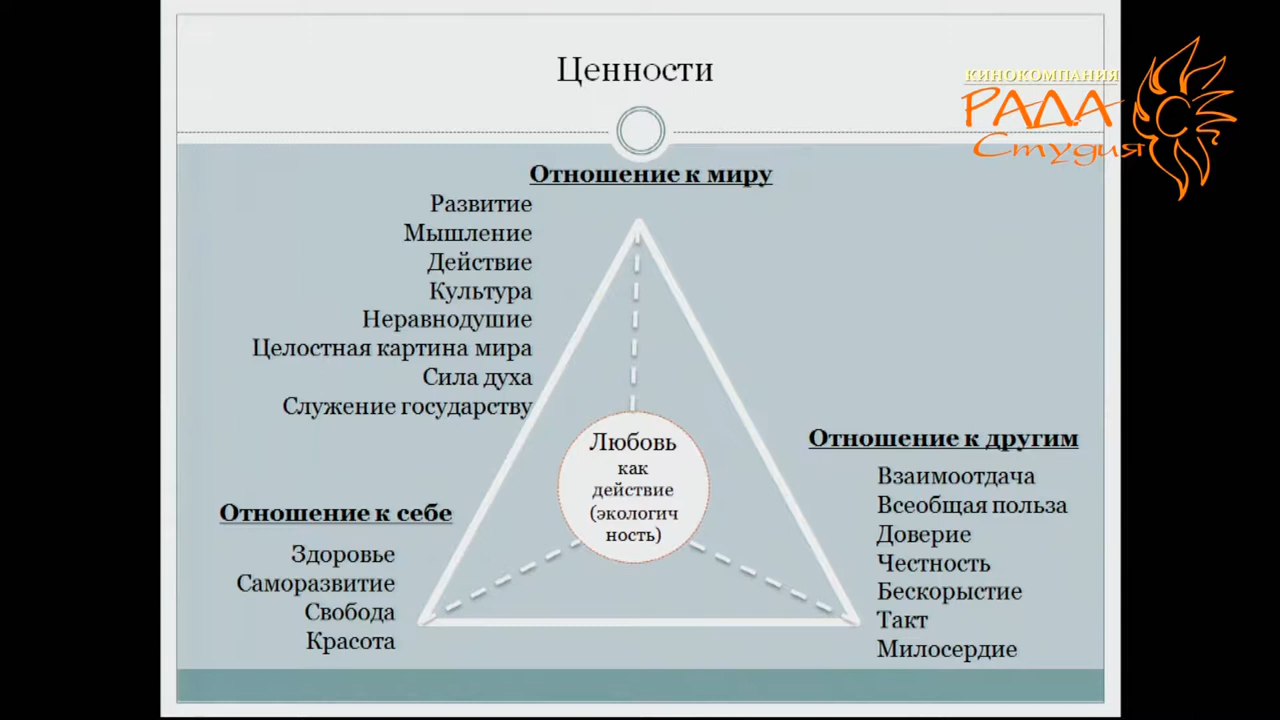 Ценности
КИНОКОМПАНИЯ
РАДА
Студия
Отношение к миру
Развитие
Мышление
Действие
Культура
Неравнодушие
Целостная картина мира
Сила духа
Служение государству
Любовь
как
действие
(экологич
ность)
Отношение к себе
Здоровье
Саморазвитие
Свобода
Красота
Отношение к другим
Взаимоотдача
Всеобщая польза
Доверие
Честность
Бескорыстие
Такт
Милосердие